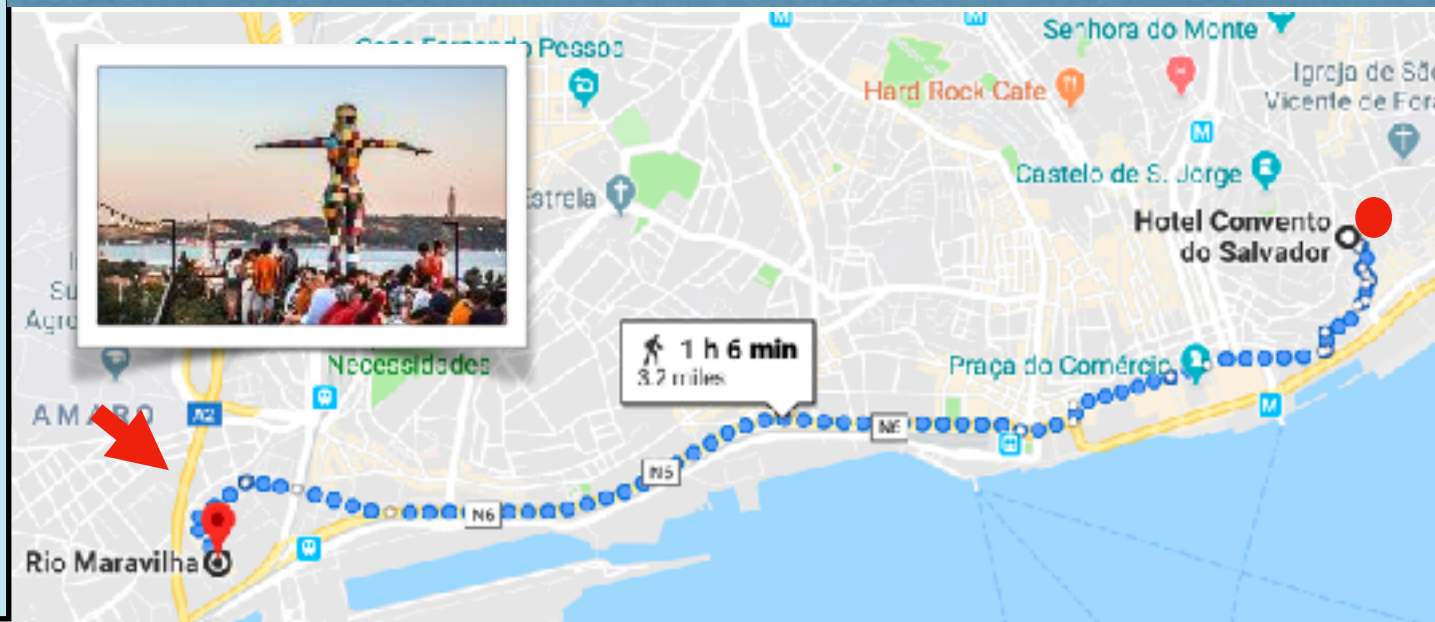 Casa Fernando Pessoa
Senhora do Monte
Hard Rock Cafe
Igreja de São
Vicente de Fora
M
M
M
Castelo de S. Jorge
Estrela
Hotel Convento
do Salvador
Su
Agro
Necessidades
1 h 6 min
3.2 miles
Praça do Comércio
AMARO
A2
M
N6
N6
N6
Rio Maravilha